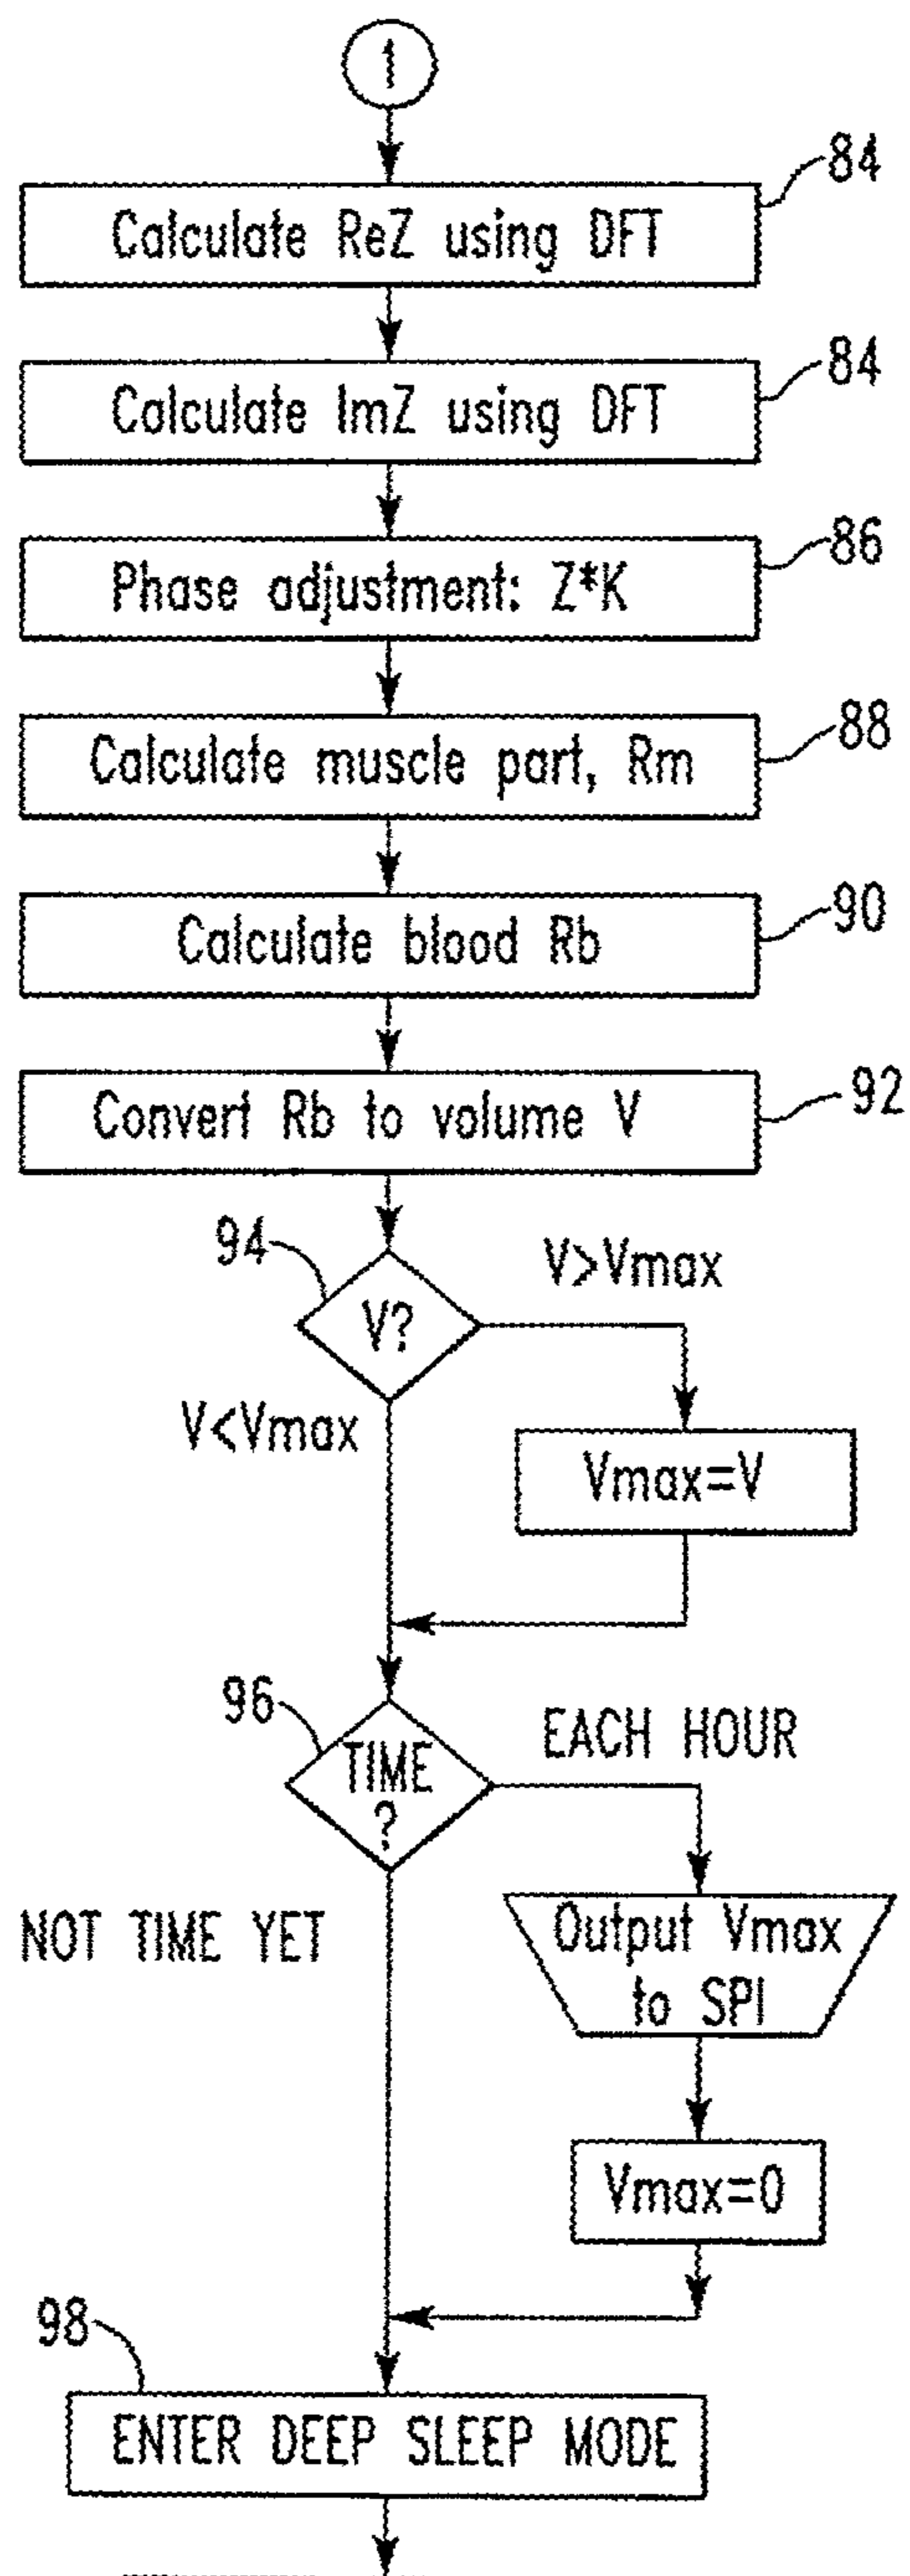 1
84
Calculate ReZ using DFT
84
Calculate ImZ using DFT
86
Phase adjustment: Z*K
88
Calculate muscle part, Rm
90
Calculate blood Rb
92
Convert Rb to volume V
94
V>Vmax
V?
V<Vmax
Vmax=V
96
EACH HOUR
TIME
?
NOT TIME YET
Output Vmax
to SPI
Vmax=0
98
ENTER DEEP SLEEP MODE